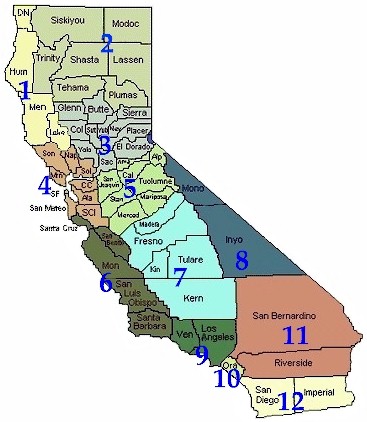 DN
Siskiyou
Modoc
2
Hum
Trinity
Shasta
Lassen
1
Tehama
Plumas
Men
Glenn
Butte
Sierra
Lake
Col
Sut
Yub
Nev
Placer
3
El Dorado
Yolo
Son
Nap
Sac
Ama
Alp
4
Mrn
Sol
San Joaquin
Cal
Tuolumne
5
Mono
SF
CC
Ala
Stan
Mariposa
San Mateo
SCl
Merced
Santa Cruz
Madera
San Benito
Fresno
Inyo
8
Mon
Kin
Tulare
7
6
San Luis Obispo
Kern
Santa Barbara
San Bernardino
11
Ven
Los Angeles
9
Ora
10
Riverside
San Diego
Imperial
12